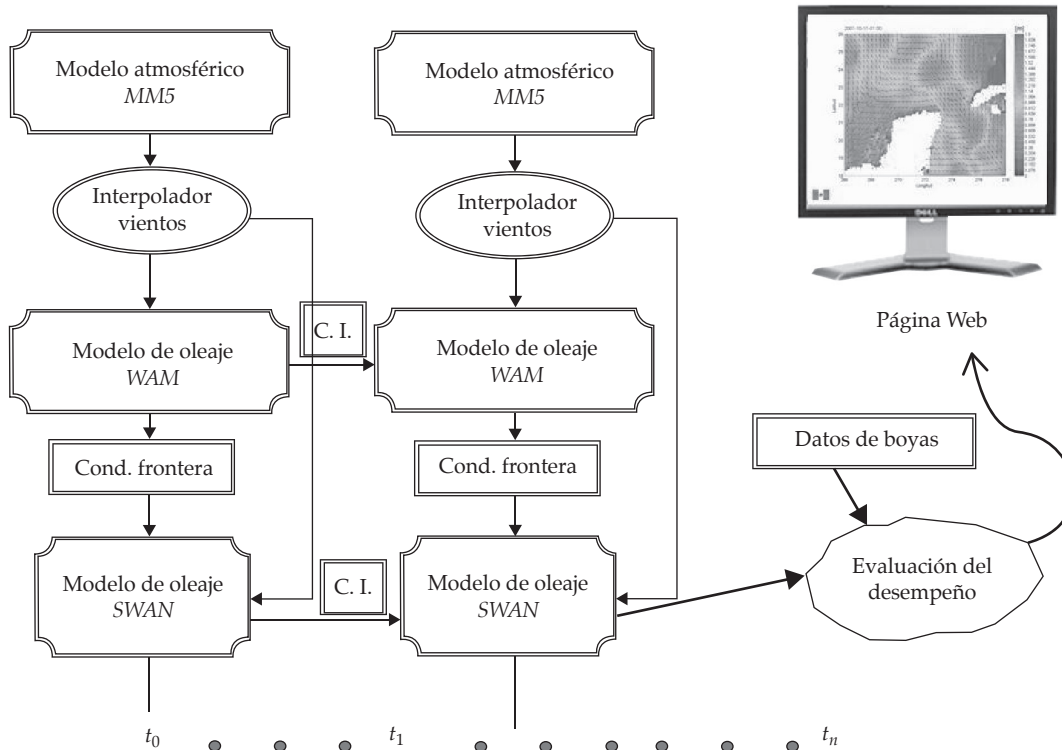 Modelo atmosférico
MM5
Modelo atmosférico
MM5
Interpolador
vientos
Interpolador
vientos
Página Web
C. I.
Modelo de oleaje
WAM
Modelo de oleaje
WAM
Datos de boyas
Cond. frontera
Cond. frontera
Evaluación del
desempeño
Modelo de oleaje
SWAN
C. I.
Modelo de oleaje
SWAN
t0
t1
tn
DELL
Longitud